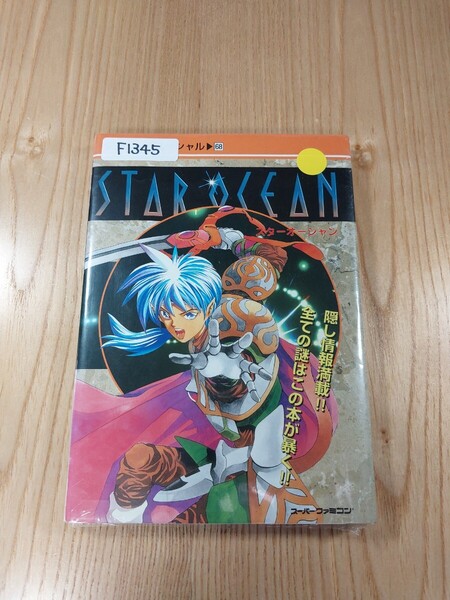 F1345
シャル▶68
STAR OCEAN
スターオーシャン
隠し情報満載!!
全ての謎はこの本が暴く!!
スーパーファミコン